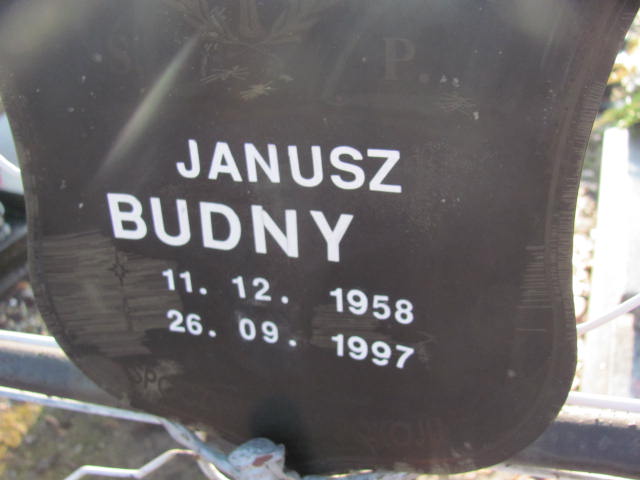 Ś. P.
JANUSZ
BUDNY
11. 12. 1958
26. 09. 1997